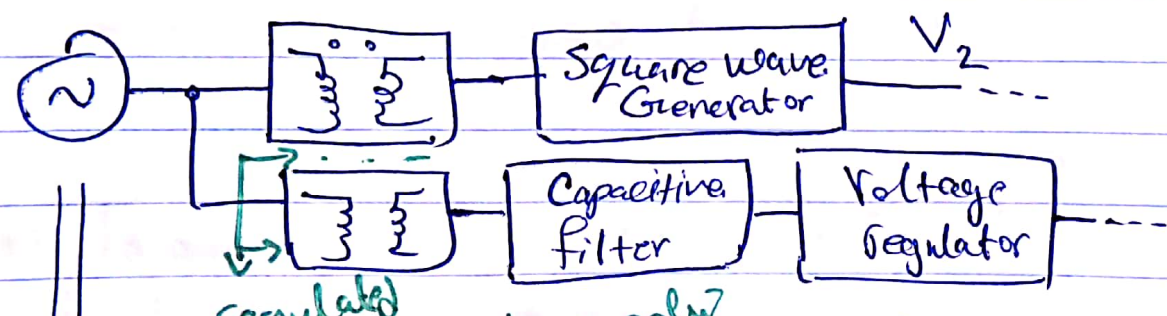 Square wave
Generator
V2
Capacitive
filter
Voltage
regulator